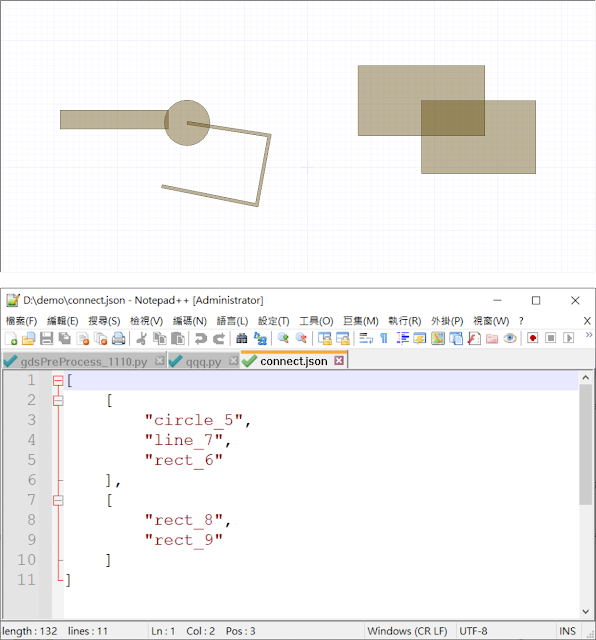 D:\demo\connect.json - Notepad++ [Administrator]
檔案(F) 編輯(E) 搜尋(S) 檢視(V) 編碼(N) 語言(L) 設定(T) 工具(O) 巨集(M) 執行(R) 外掛(P) 視窗(W) ? X
gdsPreProcess_1110.py qqq.py connect.json
1 [
2 [
3 "circle_5",
4 "line_7",
5 "rect_6"
6 ],
7 [
8 "rect_8",
9 "rect_9"
10 ]
11 ]
length : 132 lines : 11 Ln : 1 Col : 2 Pos : 3 Windows (CR LF) UTF-8 INS